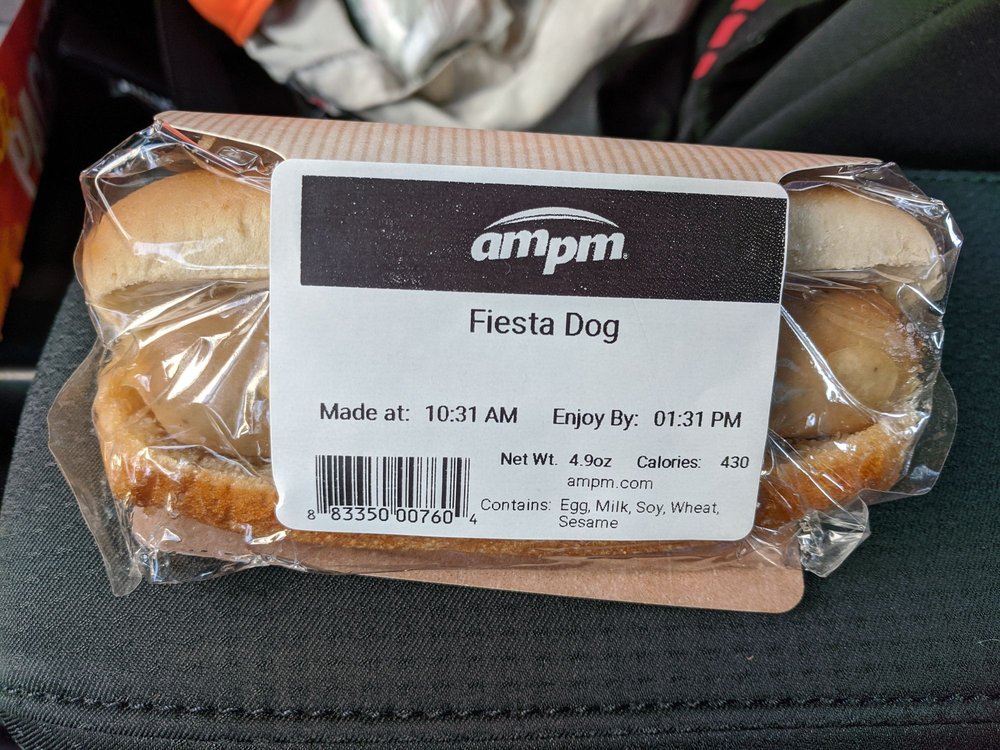 ampm
Fiesta Dog
Made at: 10:31 AM Enjoy By: 01:31 PM
Net Wt. 4.9oz Calories: 430
ampm.com
Contains: Egg, Milk, Soy, Wheat,
Sesame
8 83350 00760 4